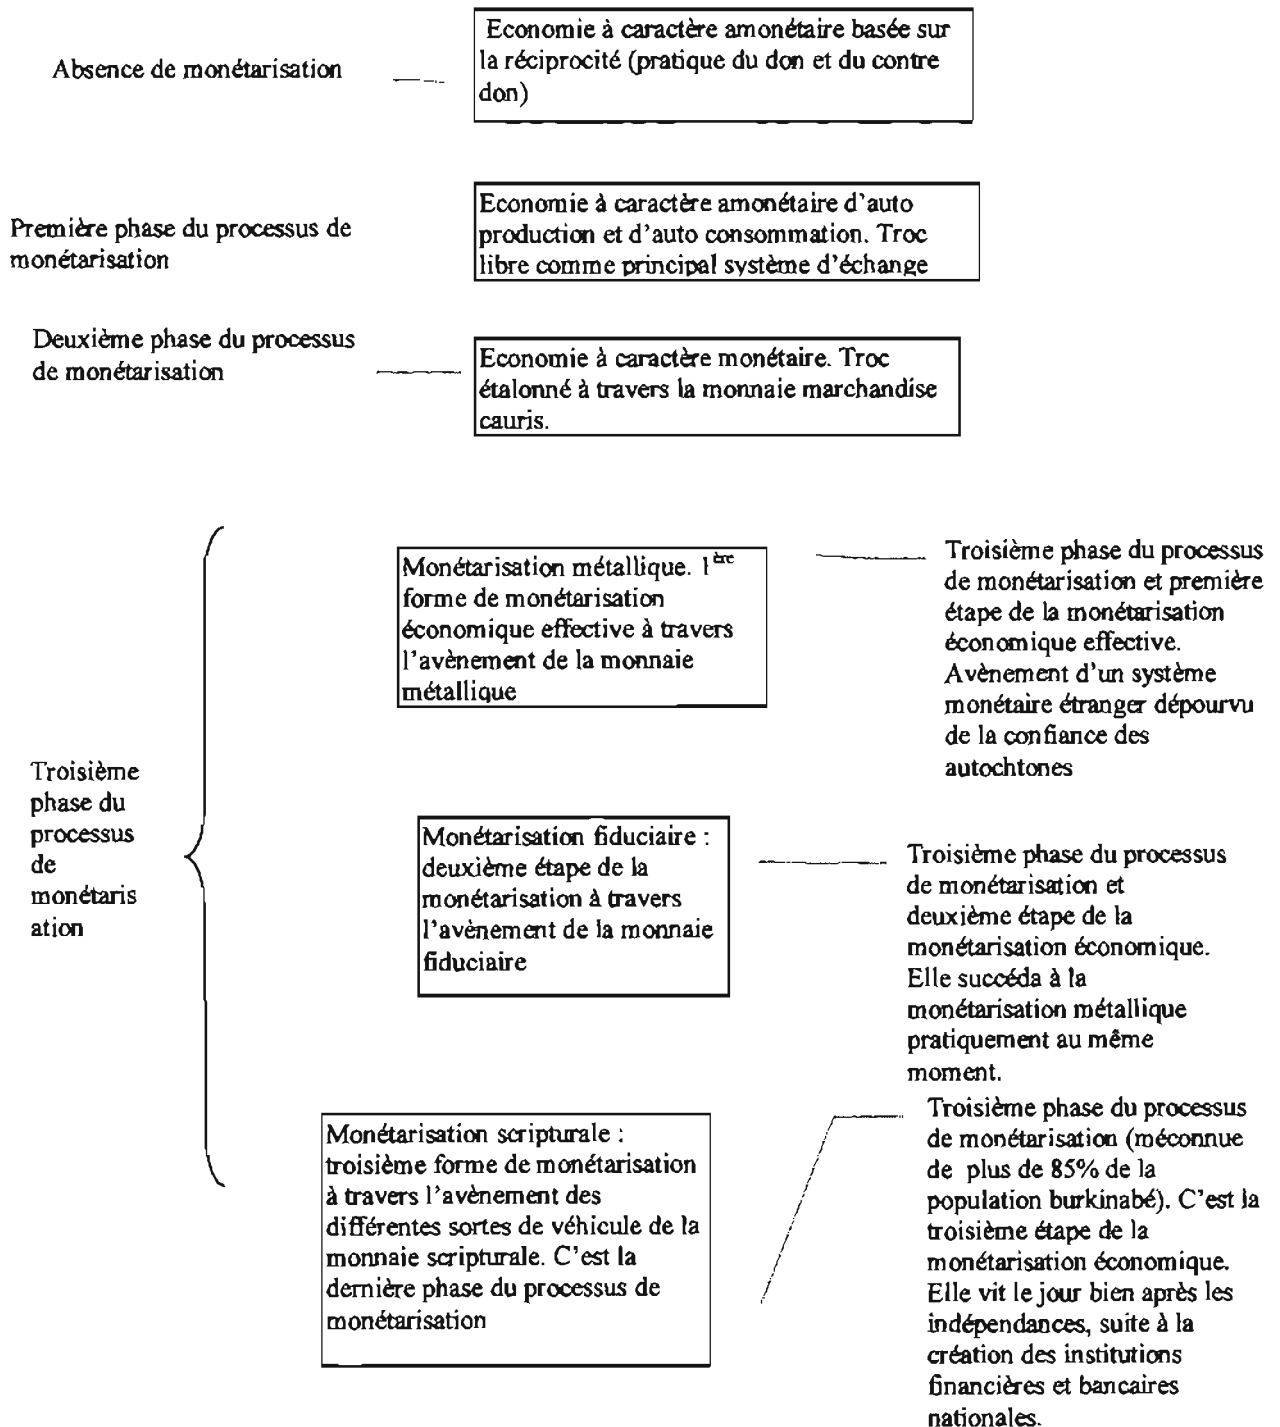 Absence de monétarisation
Economie à caractère amonétaire basée sur
la réciprocité (pratique du don et du contre
don)
Première phase du processus de
monétarisation
Economie à caractère amonétaire d'auto
production et d'auto consommation. Troc
libre comme principal système d'échange
Deuxième phase du processus
de monétarisation
Economie à caractère monétaire. Troc
étalonné à travers la monnaie marchandise
cauris.
Troisième
phase du
processus
de
monétaris
ation
Monétarisation métallique. 1ère
forme de monétarisation
économique effective à travers
l'avènement de la monnaie
métallique
Troisième phase du processus
de monétarisation et première
étape de la monétarisation
économique effective.
Avènement d'un système
monétaire étranger dépourvu
de la confiance des
autochtones
Monétarisation fiduciaire :
deuxième étape de la
monétarisation à travers
l'avènement de la monnaie
fiduciaire
Troisième phase du processus
de monétarisation et
deuxième étape de la
monétarisation économique.
Elle succéda à la
monétarisation métallique
pratiquement au même
moment.
Monétarisation scripturale :
troisième forme de monétarisation
à travers l'avènement des
différentes sortes de véhicule de la
monnaie scripturale. C'est la
dernière phase du processus de
monétarisation
Troisième phase du processus
de monétarisation (méconnue
de plus de 85% de la
population burkinabé). C'est la
troisième étape de la
monétarisation économique.
Elle vit le jour bien après les
indépendances, suite à la
création des institutions
financières et bancaires
nationales.